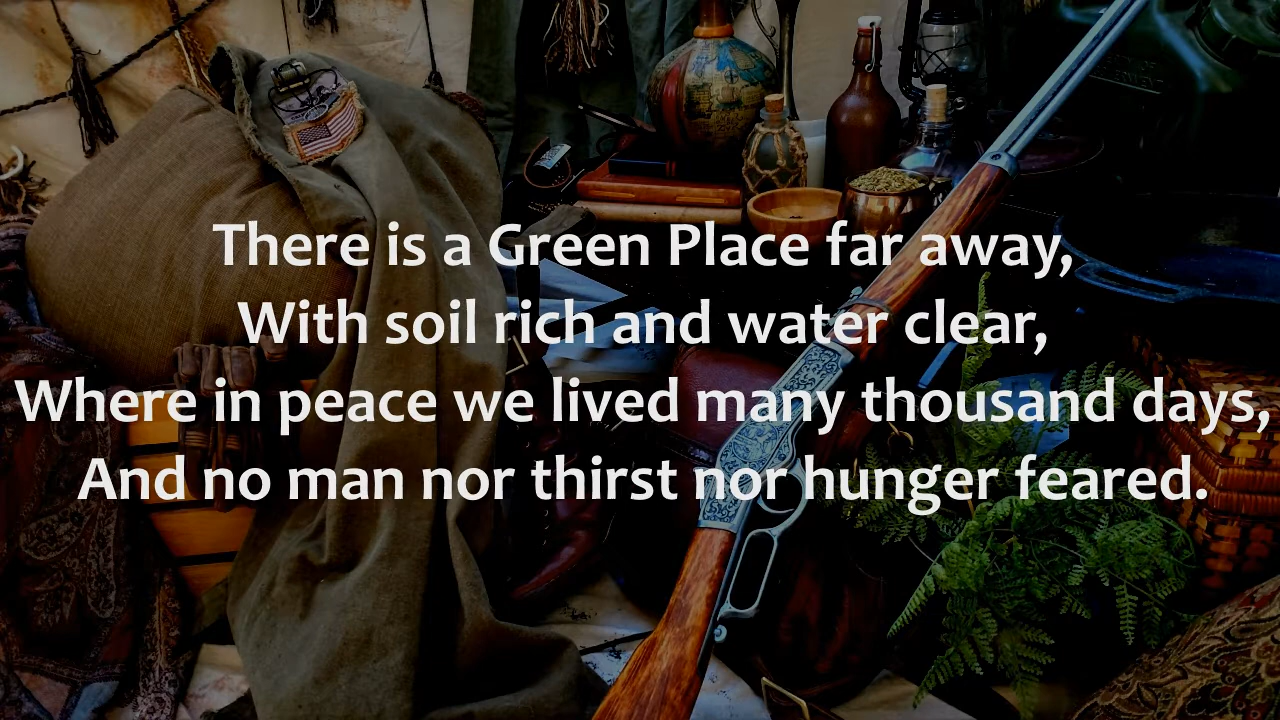 There is a Green Place far away,
With soil rich and water clear,
Where in peace we lived many thousand days,
And no man nor thirst nor hunger feared.